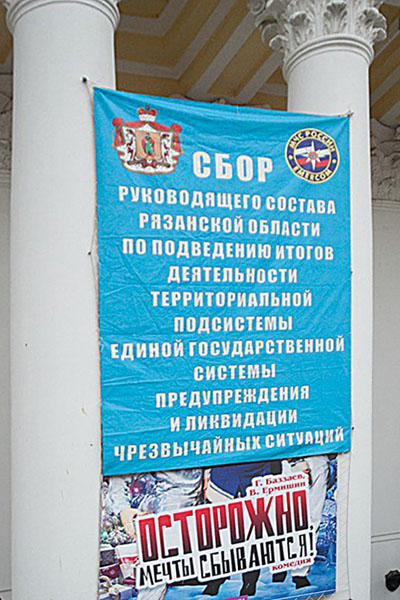 СБОР
РУКОВОДЯЩЕГО СОСТАВА
РЯЗАНСКОЙ ОБЛАСТИ
ПО ПОДВЕДЕНИЮ ИТОГОВ
ДЕЯТЕЛЬНОСТИ
ТЕРРИТОРИАЛЬНОЙ
ПОДСИСТЕМЫ
ЕДИНОЙ ГОСУДАРСТВЕННОЙ
СИСТЕМЫ
ПРЕДУПРЕЖДЕНИЯ
И ЛИКВИДАЦИИ
ЧРЕЗВЫЧАЙНЫХ СИТУАЦИЙ
МЧС РОССИИ
EMERCOM
Г. Баззаев,
В. Ермишин
ОСТОРОЖНО,
МЕЧТЫ СБЫВАЮТСЯ!
комедия